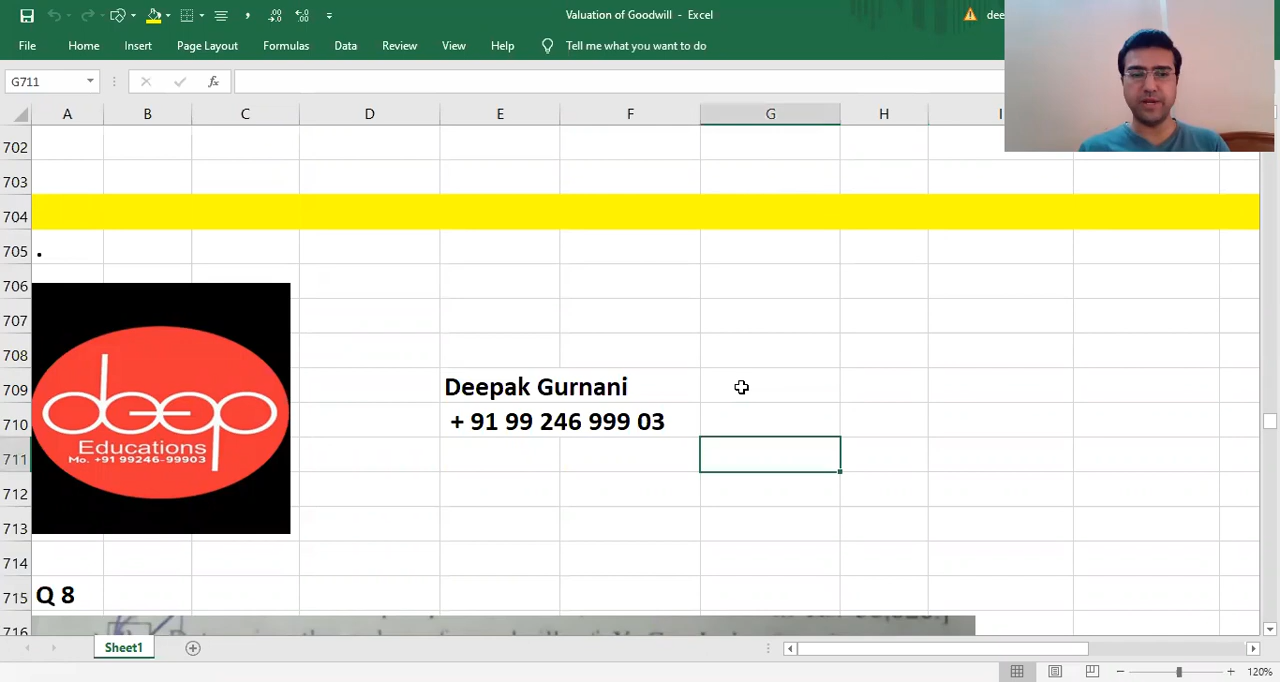 Valuation of Goodwill - Excel
dee
File Home Insert Page Layout Formulas Data Review View Help Tell me what you want to do
G711
fx
A B C D E F G H I
702
703
704
705 .
706
707
708
709 Deepak Gurnani
710 + 91 99 246 999 03
711
712
713
714
deep
Educations
Mo. +91 99246-99903
715 Q 8
716
Sheet1
120%